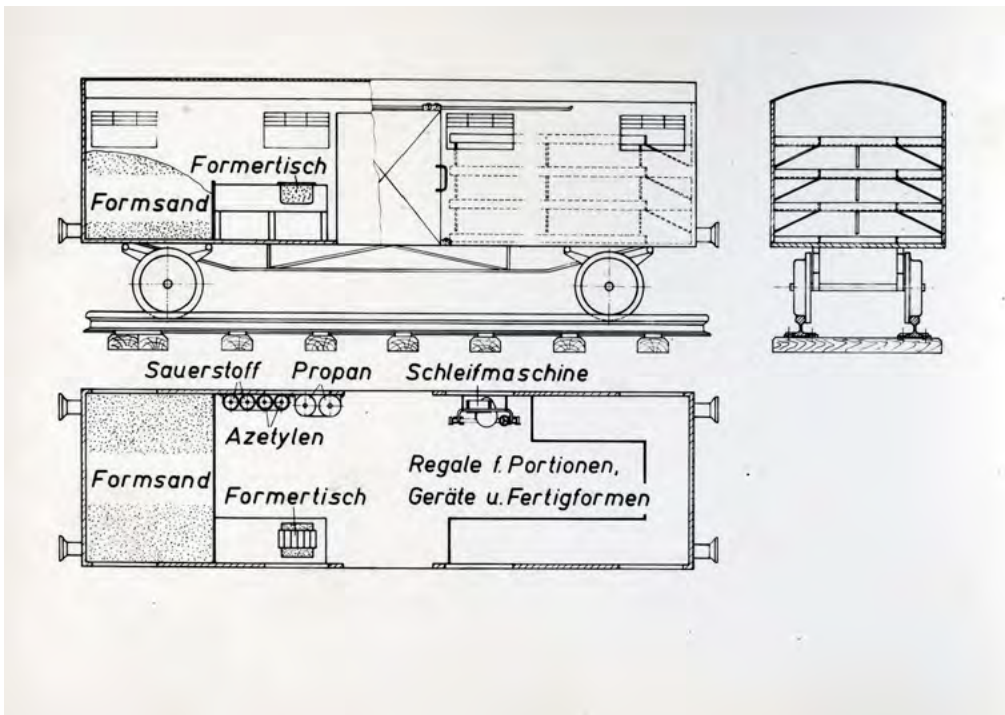 Formertisch
Formsand
Sauerstoff Propan Schleifmaschine
Azetylen
Formsand
Formertisch
Regale f. Portionen,
Geräte u. Fertigformen